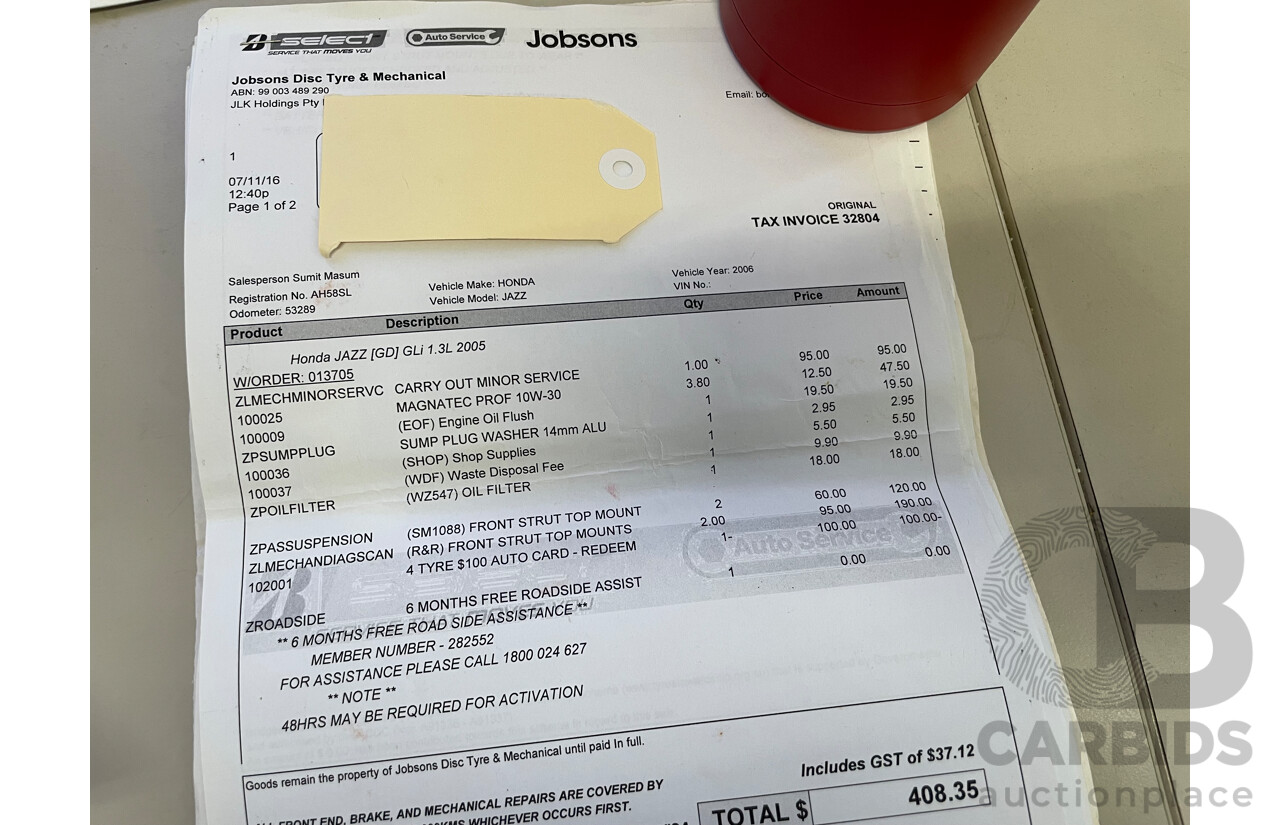 SELECT Auto Service Jobsons
SERVICE THAT MOVES YOU
Jobsons Disc Tyre & Mechanical
ABN: 99 003 489 290
JLK Holdings Pty
Email:
1
07/11/16
12:40p
Page 1 of 2
ORIGINAL
TAX INVOICE 32804
Salesperson Sumit Masum
Registration No. AH58SL Vehicle Make: HONDA Vehicle Year: 2006
Odometer: 53289 Vehicle Model: JAZZ VIN No.:
Product Description Qty Price Amount
Honda JAZZ [GD] GLi 1.3L 2005
W/ORDER: 013705
ZLMECHMINORSERVC CARRY OUT MINOR SERVICE 1.00 95.00 95.00
100025 MAGNATEC PROF 10W-30 3.80 12.50 47.50
100009 (EOF) Engine Oil Flush 1 19.50 19.50
ZPSUMPPLUG SUMP PLUG WASHER 14mm ALU 1 2.95 2.95
100036 (SHOP) Shop Supplies 1 5.50 5.50
100037 (WDF) Waste Disposal Fee 1 9.90 9.90
ZPOILFILTER (WZ547) OIL FILTER 1 18.00 18.00
ZPASSUSPENSION (SM1088) FRONT STRUT TOP MOUNT 2 60.00 120.00
ZLMECHANDIAGSCAN (R&R) FRONT STRUT TOP MOUNTS 2.00 95.00 190.00
102001 4 TYRE $100 AUTO CARD - REDEEM 1- 100.00 100.00-
ZROADSIDE 6 MONTHS FREE ROADSIDE ASSIST 1 0.00 0.00
** 6 MONTHS FREE ROAD SIDE ASSISTANCE **
MEMBER NUMBER - 282552
FOR ASSISTANCE PLEASE CALL 1800 024 627
** NOTE **
48HRS MAY BE REQUIRED FOR ACTIVATION
Auto Service
SERVICE THAT MOVES YOU
Goods remain the property of Jobsons Disc Tyre & Mechanical until paid In full.
Includes GST of $37.12
FRONT END, BRAKE, AND MECHANICAL REPAIRS ARE COVERED BY
WHICHEVER OCCURS FIRST.
TOTAL $ 408.35
CARBIDS
auctionplace